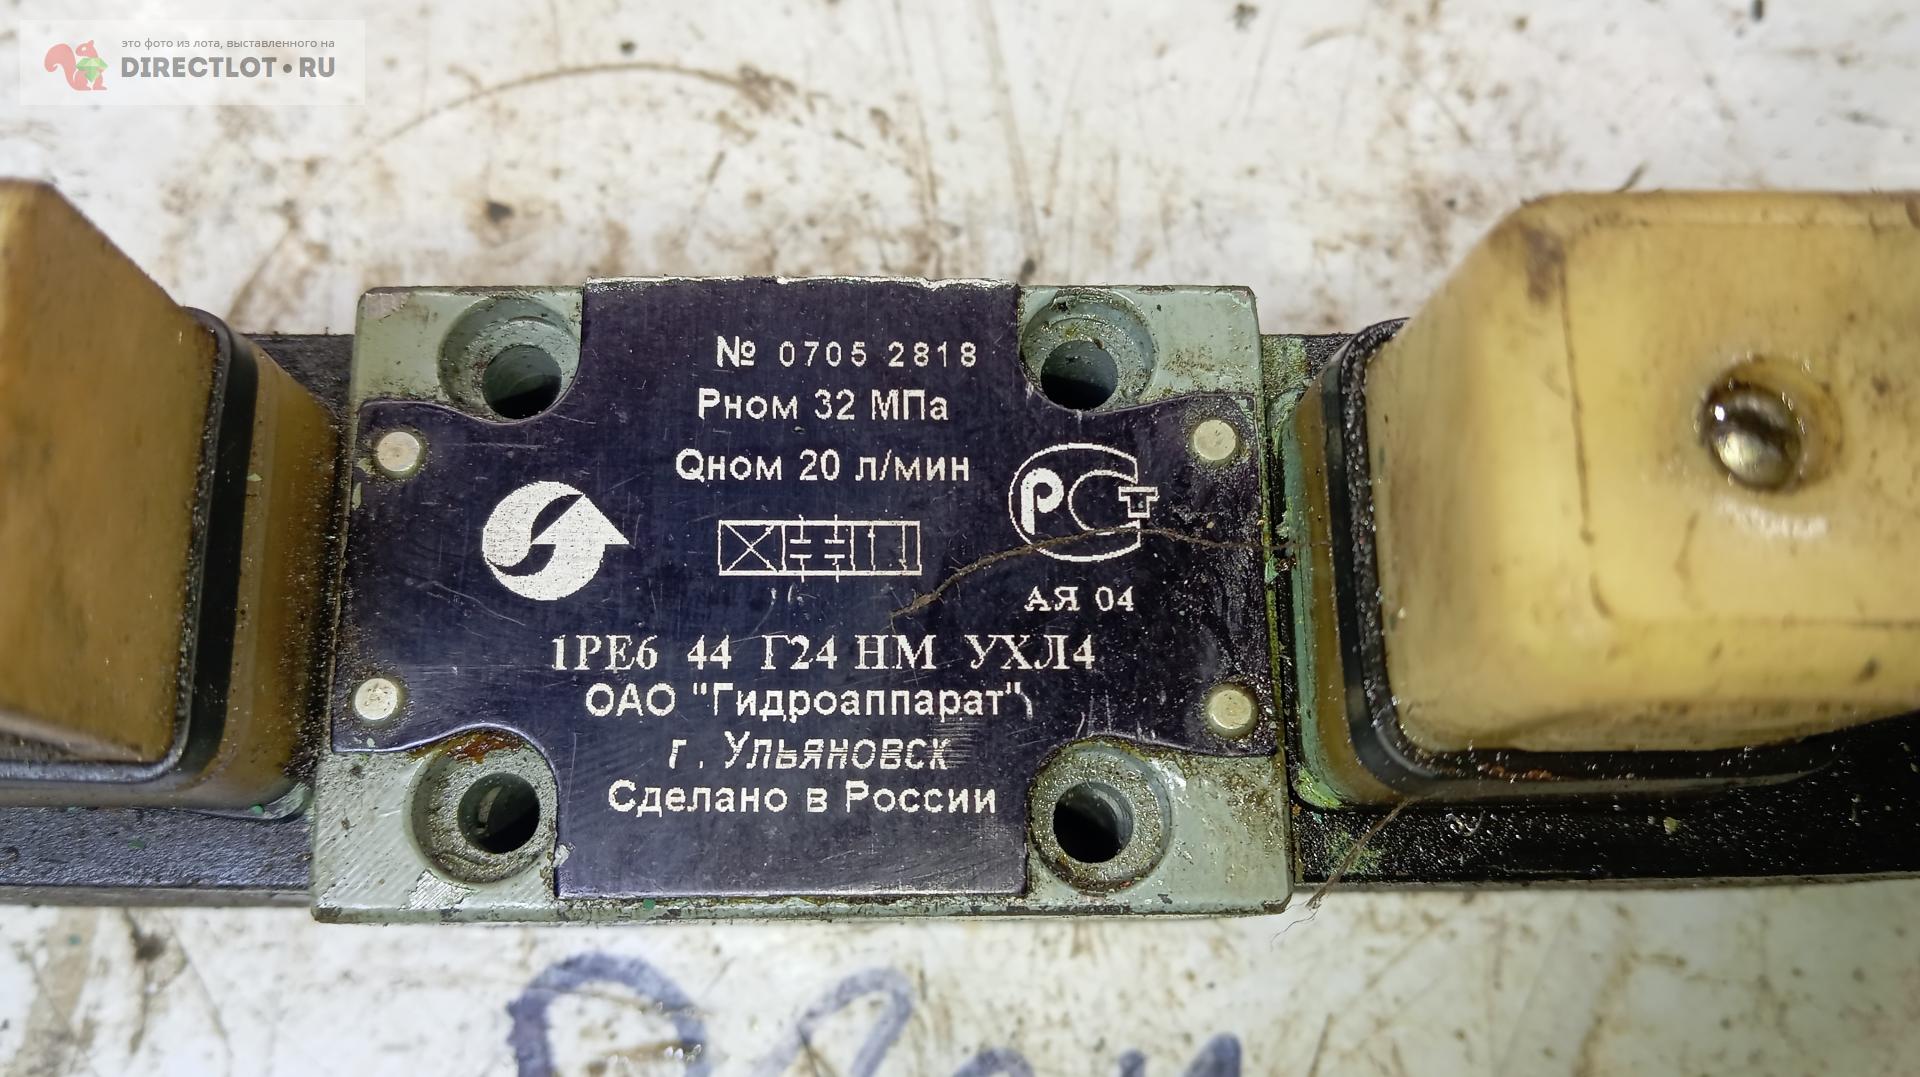 это фото из лота, выставленного на
DIRECTLOT•RU
№ 0705 2818
Рном 32 МПа
Qном 20 л/мин
РСТ
АЯ 04
1РЕ6 44 Г24 НМ УХЛ4
ОАО "Гидроаппарат"
г. Ульяновск
Сделано в России